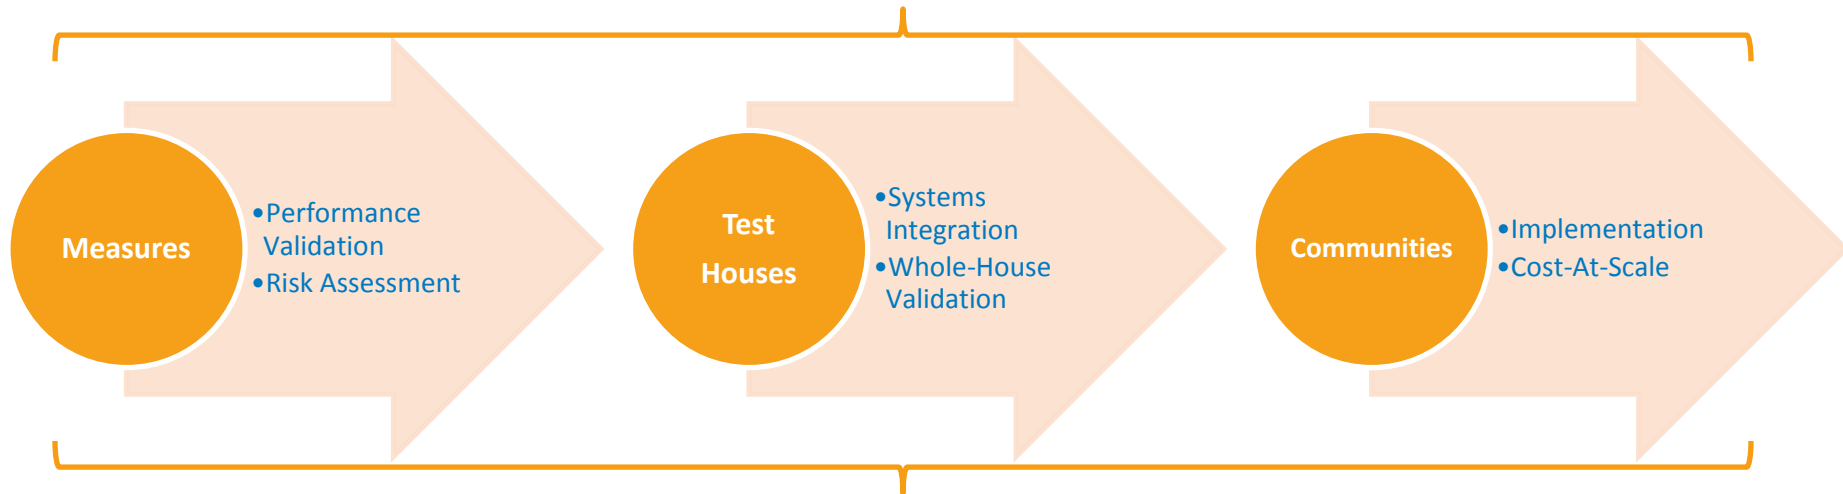 Measures
•Performance
Validation
•Risk Assessment
Test
Houses
•Systems
Integration
•Whole-House
Validation
Communities
•Implementation
•Cost-At-Scale